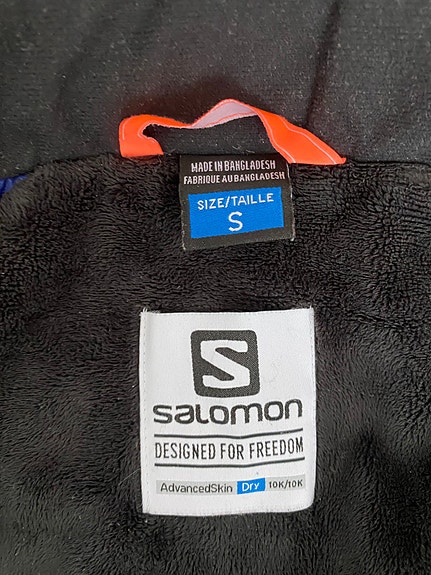 MADE IN BANGLADESH
FABRIQUE AU BANGLADESH
SIZE/TAILLE
S
S
SALOMON
DESIGNED FOR FREEDOM
AdvancedSkin Dry 10K/10K